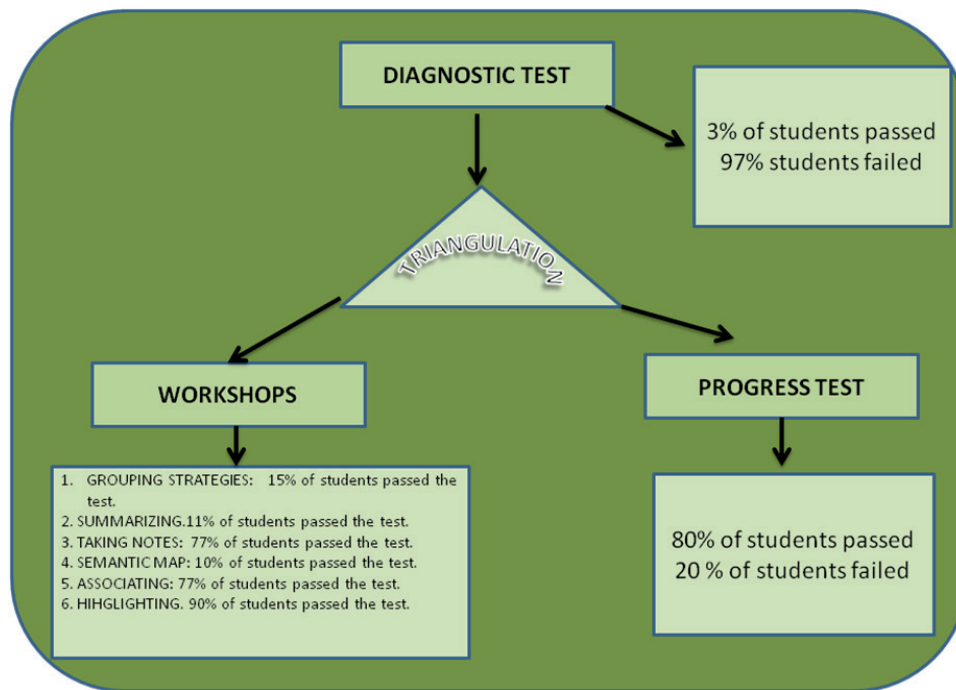 DIAGNOSTIC TEST
3% of students passed
97% students failed
TRIANGULATION
WORKSHOPS
PROGRESS TEST
1. GROUPING STRATEGIES: 15% of students passed the
test.
2. SUMMARIZING.11% of students passed the test.
3. TAKING NOTES: 77% of students passed the test.
4. SEMANTIC MAP: 10% of students passed the test.
5. ASSOCIATING: 77% of students passed the test.
6. HIHGLIGHTING. 90% of students passed the test.
80% of students passed
20 % of students failed